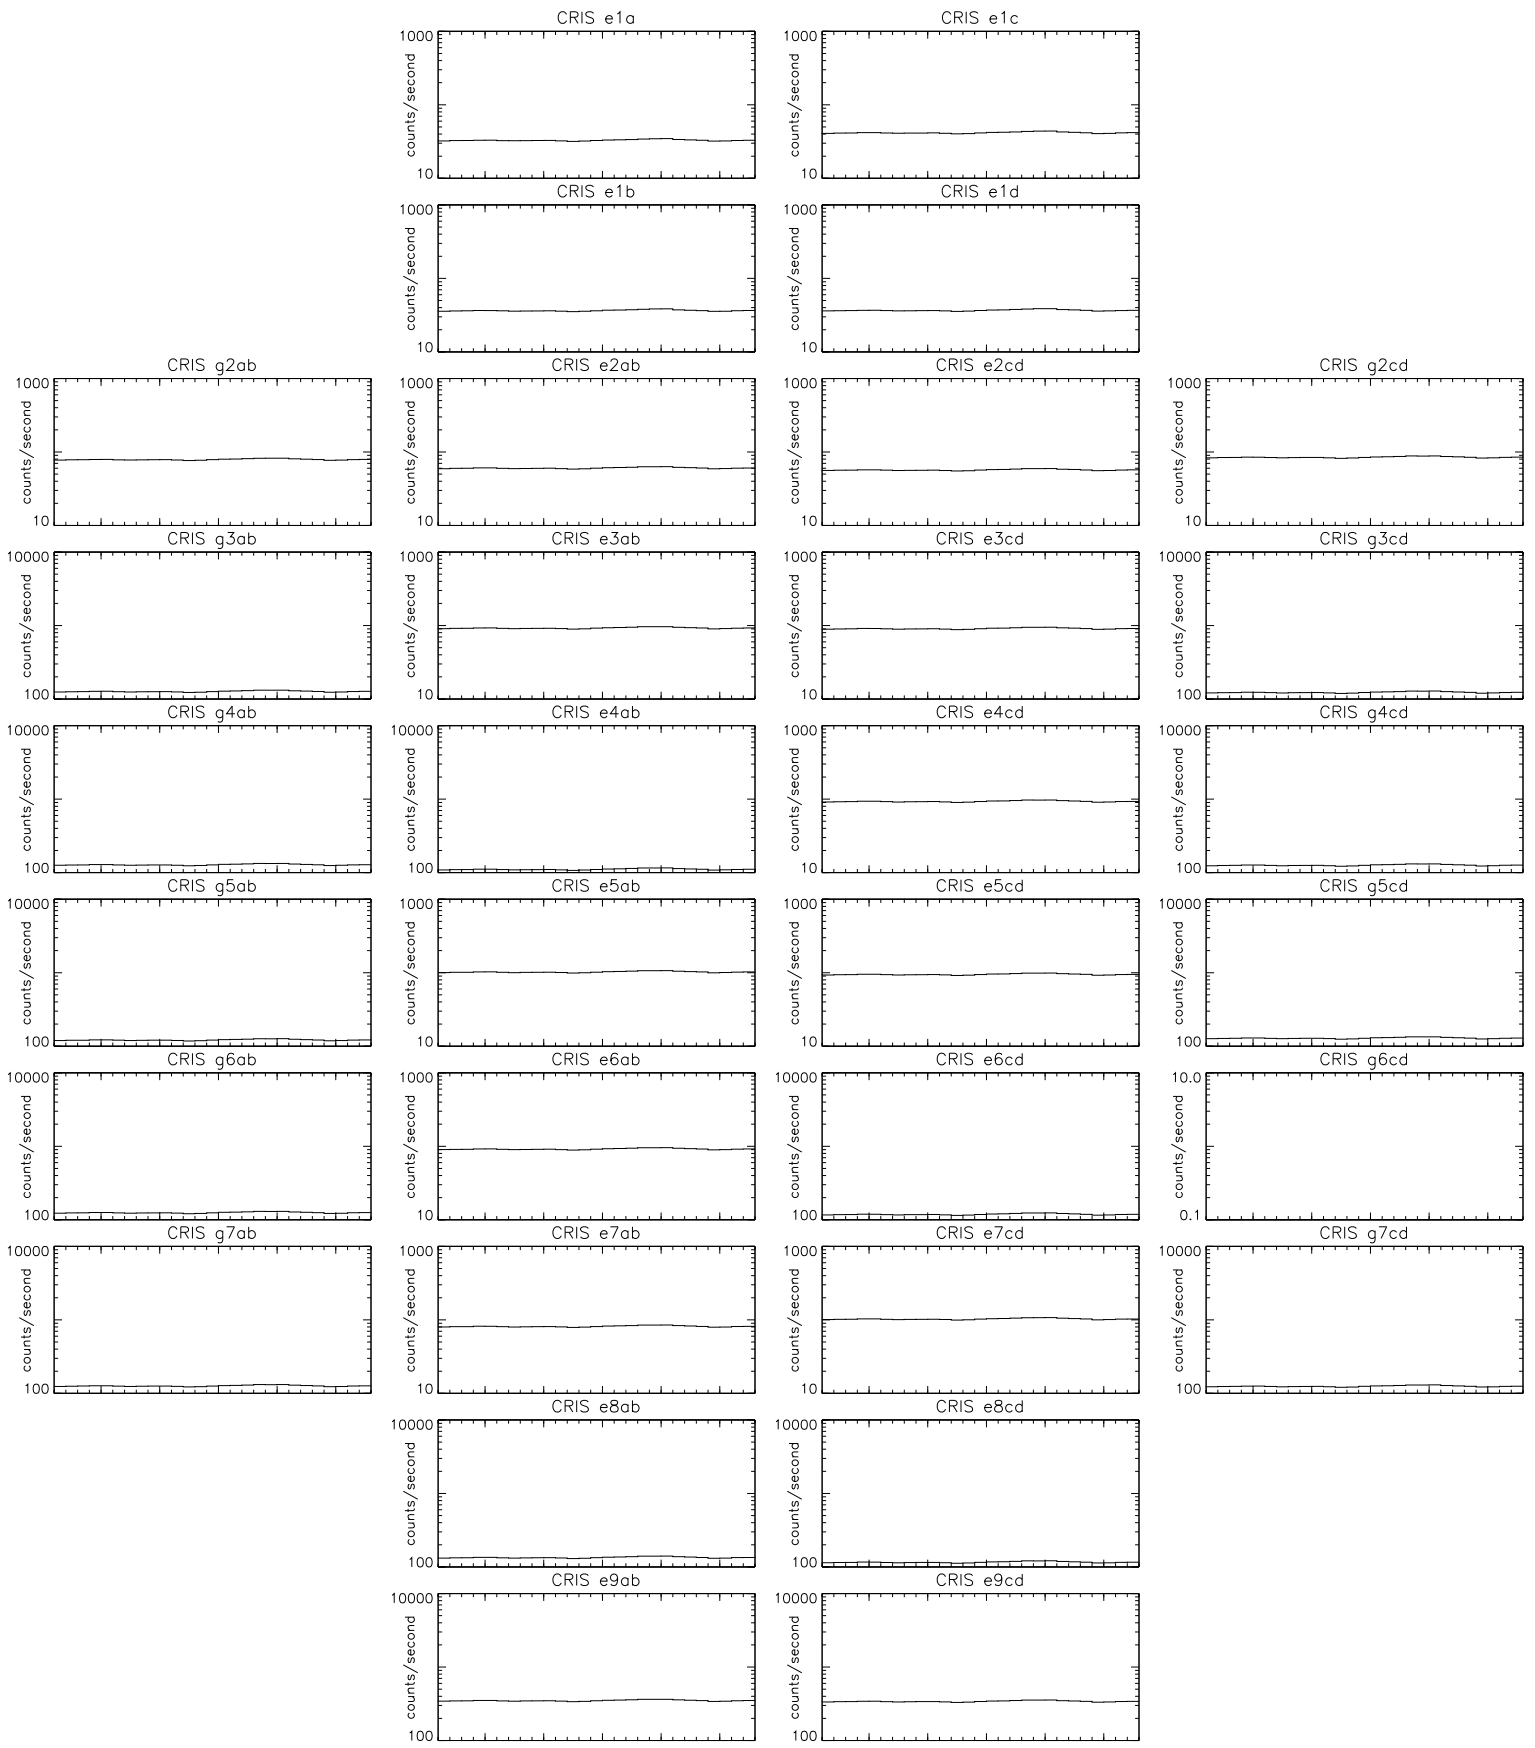 CRIS e1a
CRIS e1c
1000
counts/second
10
1000
counts/second
10
CRIS e1b
CRIS e1d
1000
counts/second
10
1000
counts/second
10
CRIS g2ab
CRIS e2ab
CRIS e2cd
CRIS g2cd
1000
counts/second
10
1000
counts/second
10
1000
counts/second
10
1000
counts/second
10
CRIS g3ab
CRIS e3ab
CRIS e3cd
CRIS g3cd
10000
counts/second
100
1000
counts/second
10
1000
counts/second
10
10000
counts/second
100
CRIS g4ab
CRIS e4ab
CRIS e4cd
CRIS g4cd
10000
counts/second
100
10000
counts/second
100
1000
counts/second
10
10000
counts/second
100
CRIS g5ab
CRIS e5ab
CRIS e5cd
CRIS g5cd
10000
counts/second
100
1000
counts/second
10
1000
counts/second
10
10000
counts/second
100
CRIS g6ab
CRIS e6ab
CRIS e6cd
CRIS g6cd
10000
counts/second
100
1000
counts/second
10
10000
counts/second
100
10.0
counts/second
0.1
CRIS g7ab
CRIS e7ab
CRIS e7cd
CRIS g7cd
10000
counts/second
100
1000
counts/second
10
1000
counts/second
10
10000
counts/second
100
CRIS e8ab
CRIS e8cd
10000
counts/second
100
10000
counts/second
100
CRIS e9ab
CRIS e9cd
10000
counts/second
100
10000
counts/second
100